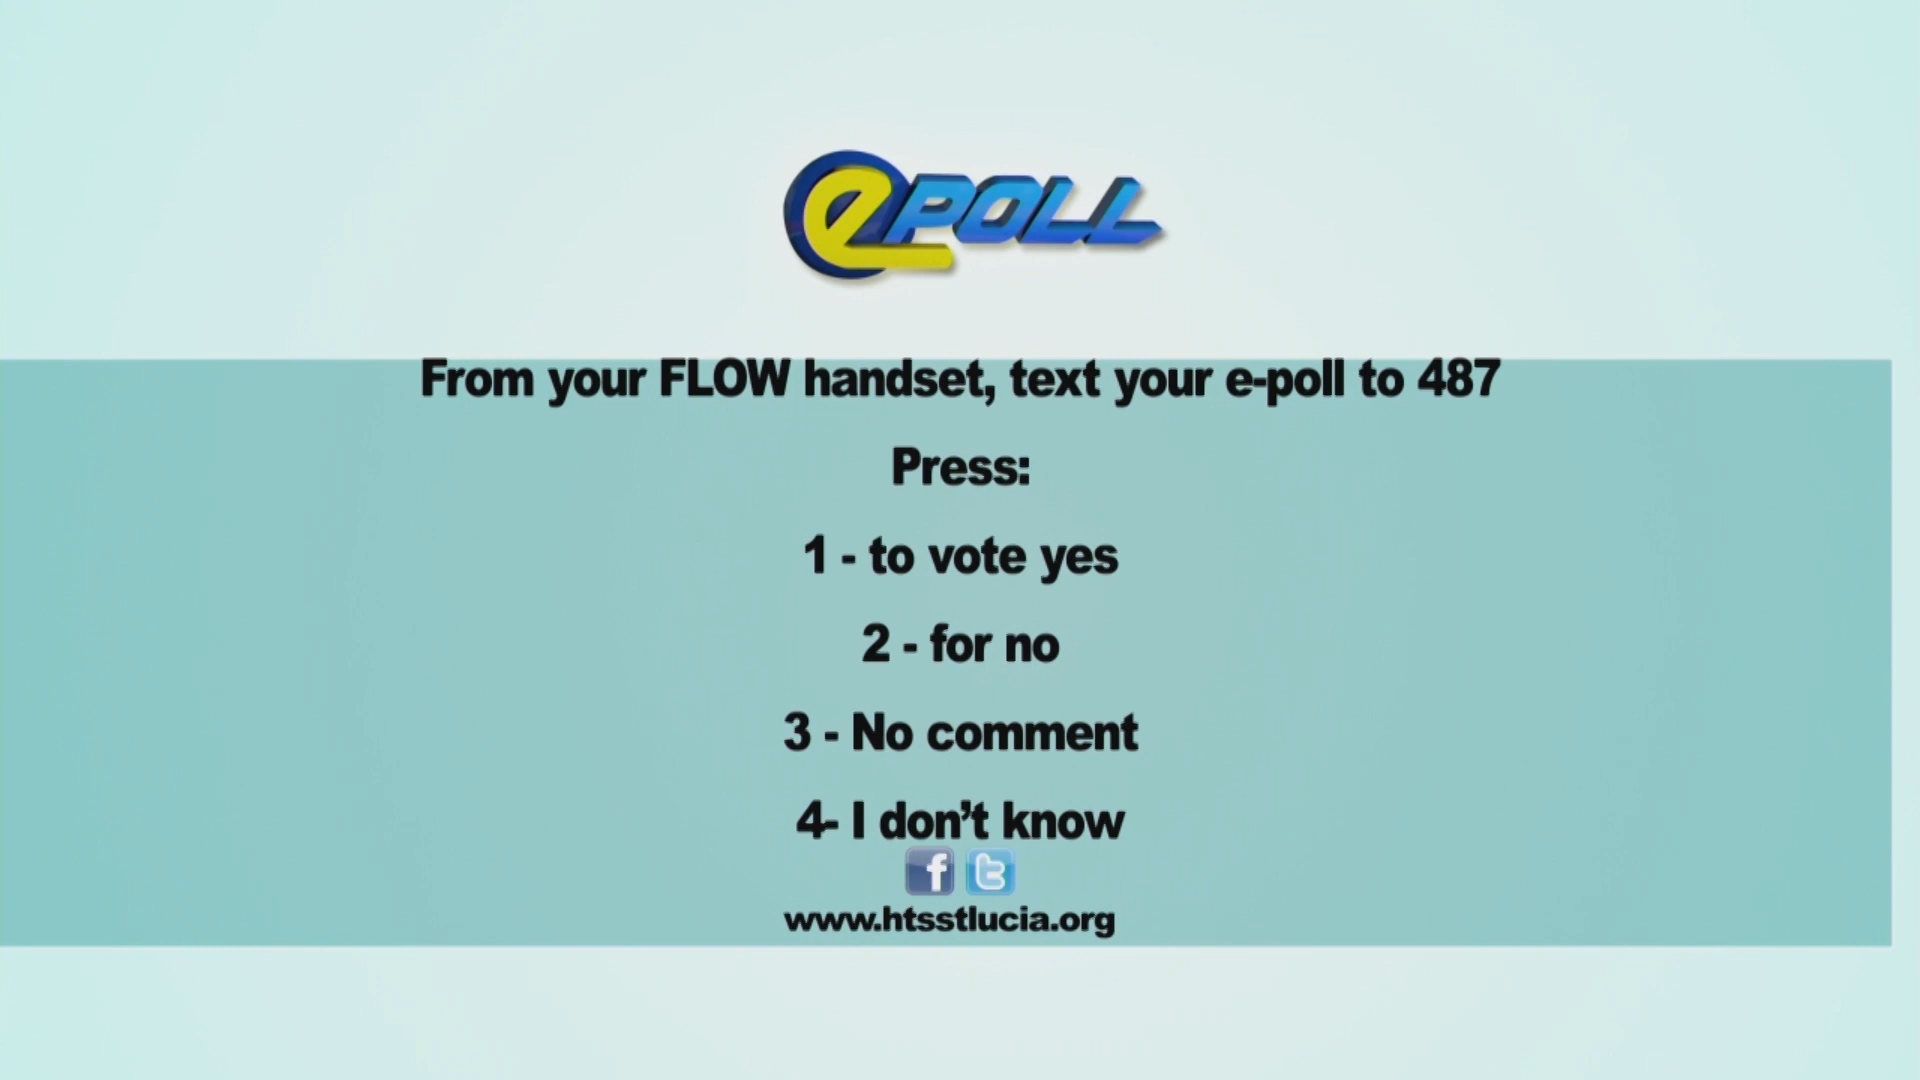 ePOLL
From your FLOW handset, text your e-poll to 487
Press:
1 - to vote yes
2 - for no
3 - No comment
4- I don’t know
f t
www.htsstlucia.org